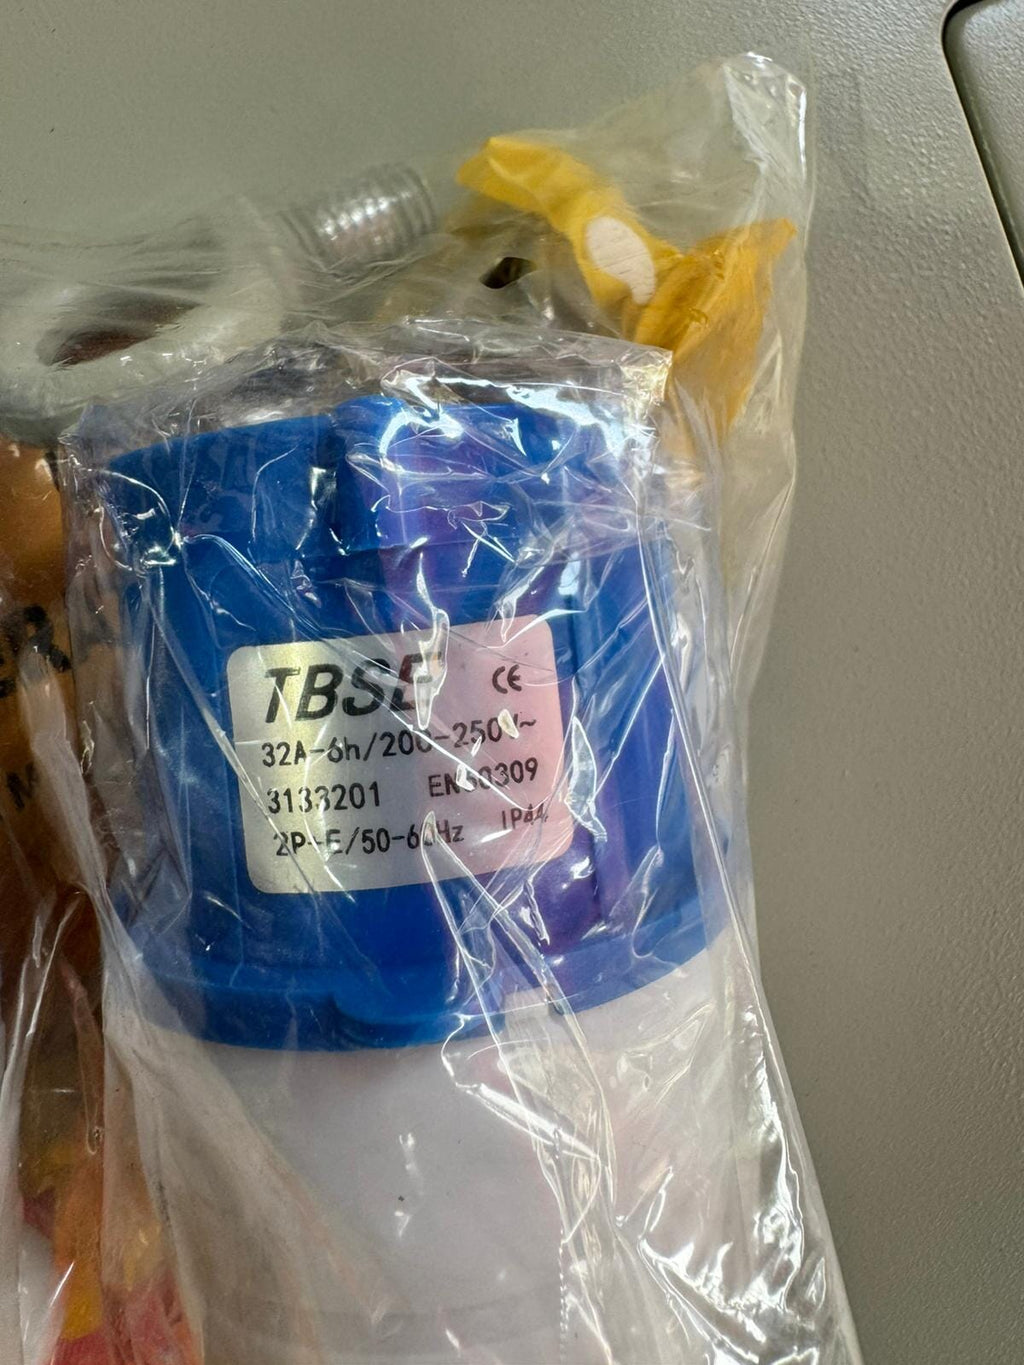 TBSE CE
32A-6h/200-250V~
3133201 EN60309
2P+E/50-60Hz IP44